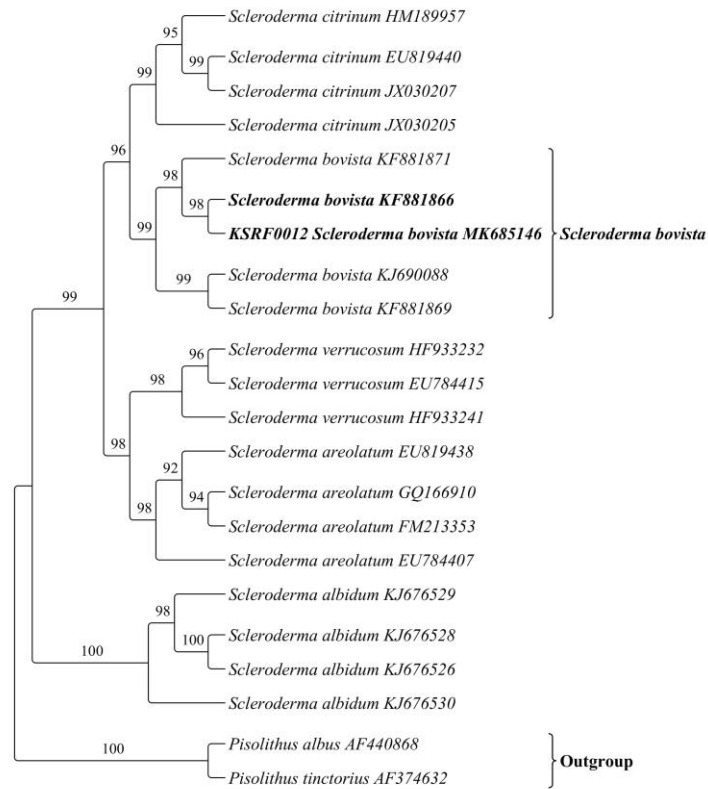 Scleroderma citrinum HM189957
95
Scleroderma citrinum EU819440
99
99
Scleroderma citrinum JX030207
Scleroderma citrinum JX030205
96
Scleroderma bovista KF881871
98
Scleroderma bovista KF881866
98
KSRF0012 Scleroderma bovista MK685146
Scleroderma bovista
99
Scleroderma bovista KJ690088
99
Scleroderma bovista KF881869
99
Scleroderma verrucosum HF933232
96
Scleroderma verrucosum EU784415
98
Scleroderma verrucosum HF933241
98
Scleroderma areolatum EU819438
92
Scleroderma areolatum GQ166910
94
98
Scleroderma areolatum FM213353
Scleroderma areolatum EU784407
Scleroderma albidum KJ676529
98
Scleroderma albidum KJ676528
100
100
Scleroderma albidum KJ676526
Scleroderma albidum KJ676530
Pisolithus albus AF440868
100
Outgroup
Pisolithus tinctorius AF374632